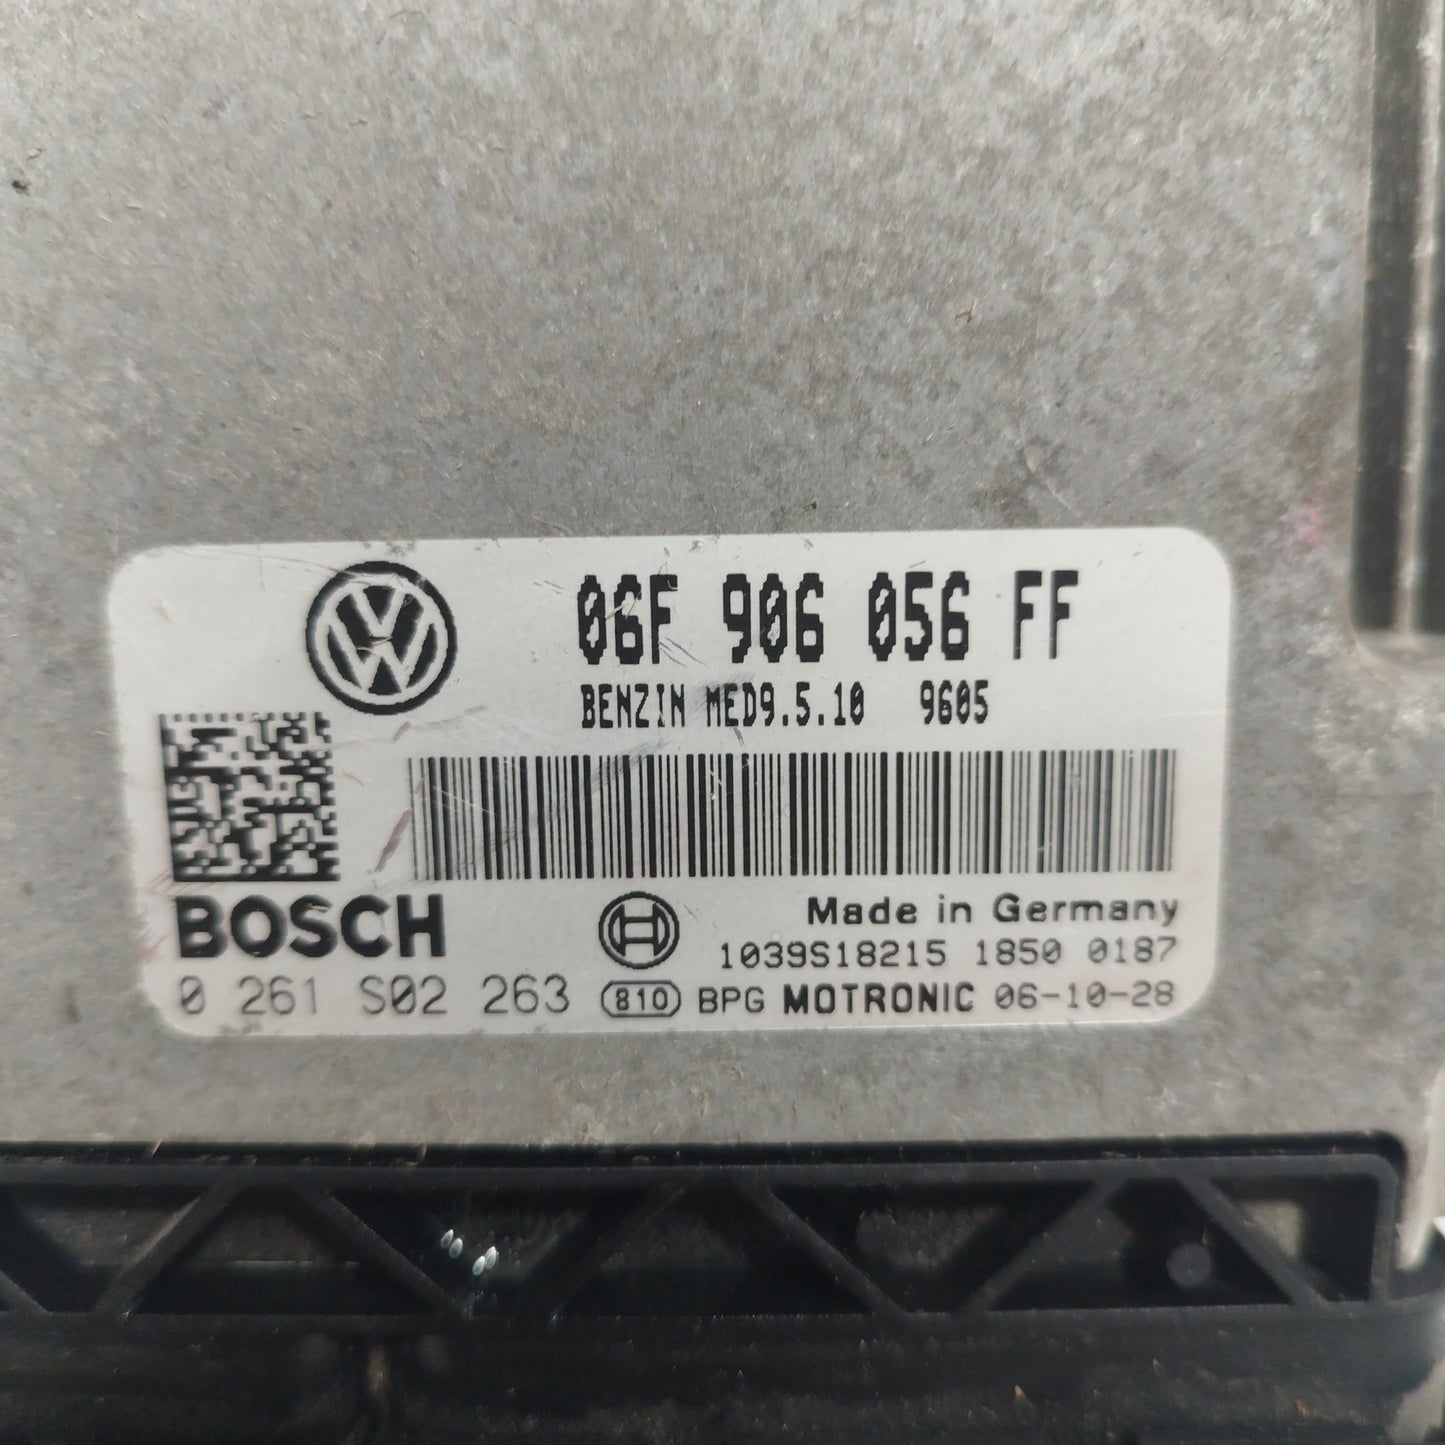 06F 906 056 FF
BENZIN MED9.5.10 9605
BOSCH
Made in Germany
1039S18215 1850 0187
0 261 S02 263 810 BPG MOTRONIC 06-10-28